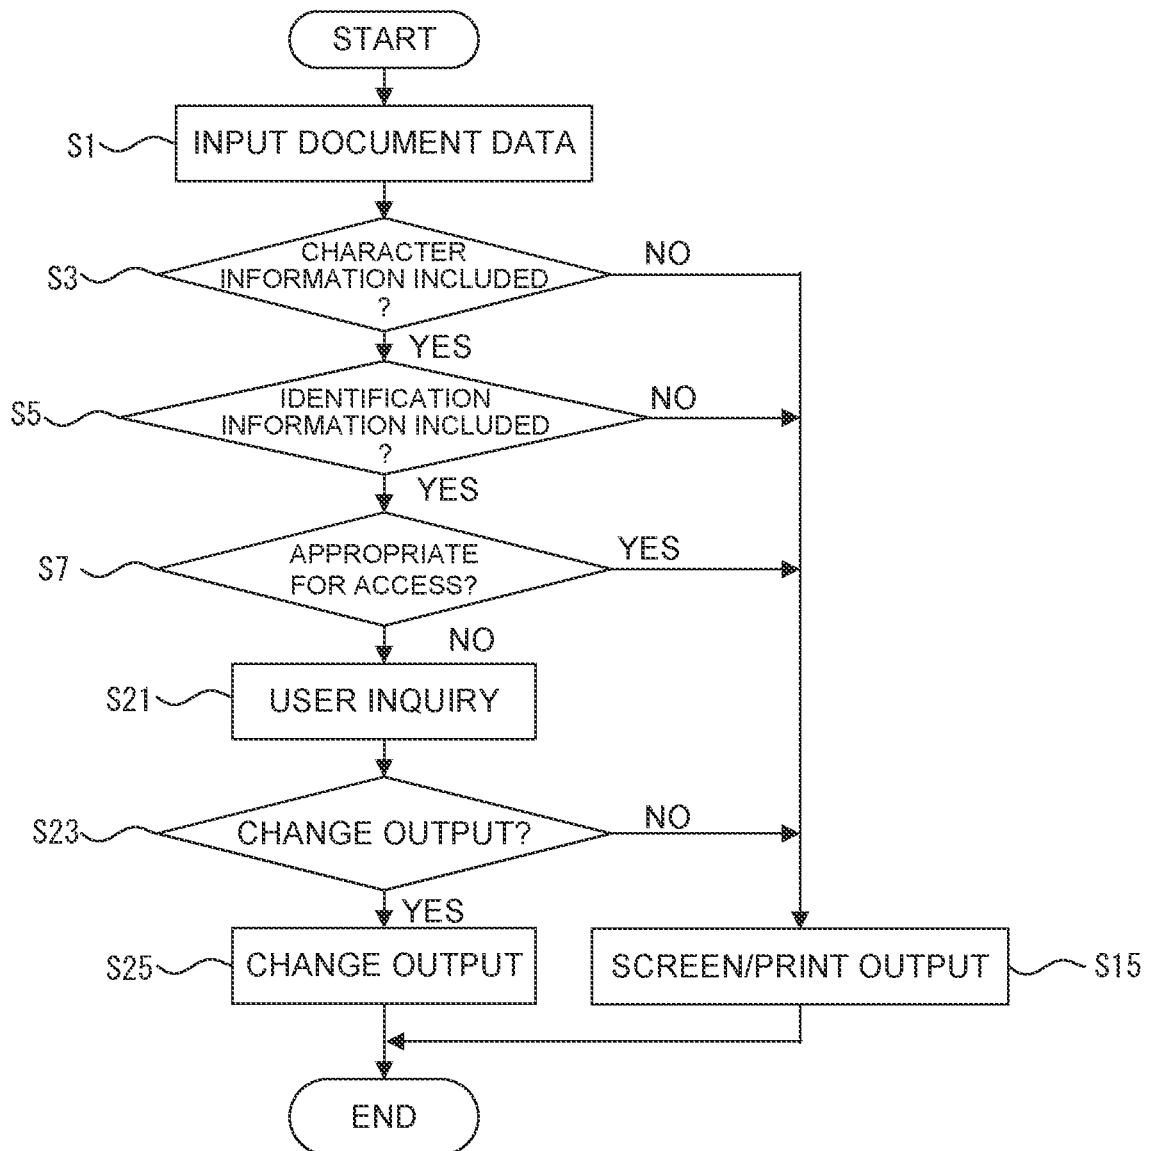 START
S1
INPUT DOCUMENT DATA
S3
CHARACTER
INFORMATION INCLUDED
?
NO
YES
S5
IDENTIFICATION
INFORMATION INCLUDED
?
NO
YES
S7
APPROPRIATE
FOR ACCESS?
YES
NO
S21
USER INQUIRY
S23
CHANGE OUTPUT?
NO
YES
S25
CHANGE OUTPUT
SCREEN/PRINT OUTPUT
S15
END